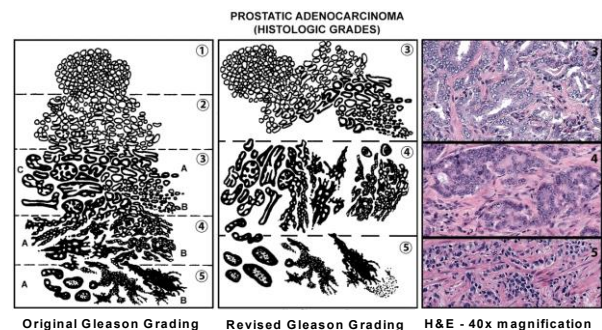 PROSTATIC ADENOCARCINOMA
(HISTOLOGIC GRADES)
1
2
3
C
A
B
4
A
B
5
A
B
3
4
5
3
4
5
Original Gleason Grading
Revised Gleason Grading
H&E - 40x magnification